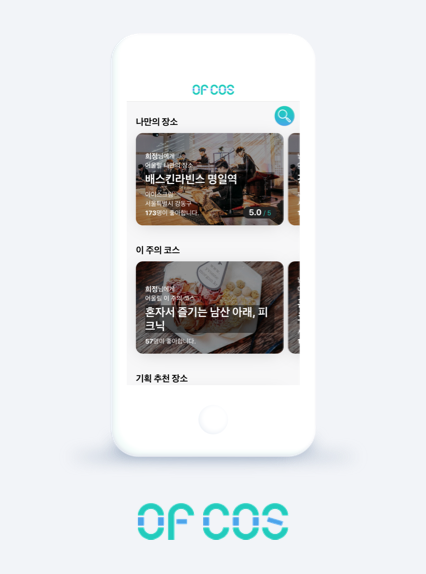 OF COS
나만의 장소
희정님에게
어울릴 나만의 장소
배스킨라빈스 명일역
아이스크림
서울특별시 강동구
173명이 좋아합니다.
5.0 / 5
이 주의 코스
희정님에게
어울릴 이 주의 코스
혼자서 즐기는 남산 아래, 피
크닉
57명이 좋아합니다.
기획 추천 장소
OF COS